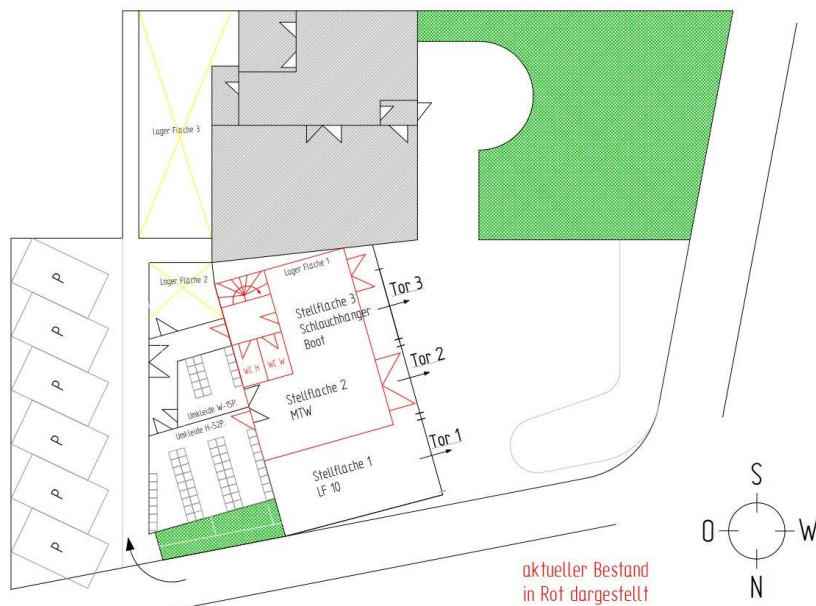 Lager Fläche 3
P
P
P
P
P
P
Lager Fläche 2
Lager Fläche 1
Stellfläche 3
Schlauchhänger
Boot
Tor 3
WC H
WC W
Stellfläche 2
MTW
Tor 2
Umkleide W-15P.
Umkleide H-52P.
Stellfläche 1
LF 10
Tor 1
S
O
W
N
aktueller Bestand
in Rot dargestellt